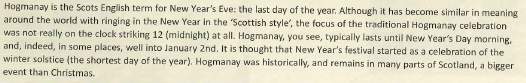 Hogmanay is the Scots English term for New Year's Eve: the last day of the year. Although it has become similar in meaning
around the world with ringing in the New Year in the 'Scottish style', the focus of the traditional Hogmanay celebration
was not really on the clock striking 12 (midnight) at all. Hogmanay, you see, typically lasts until New Year's Day morning,
and, indeed, in some places, well into January 2nd. It is thought that New Year's festival started as a celebration of the
winter solstice (the shortest day of the year). Hogmanay was historically, and remains in many parts of Scotland, a bigger
event than Christmas.